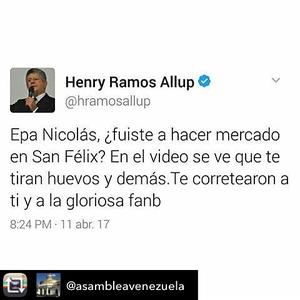 Henry Ramos Allup
@hramosallup
Epa Nicolás, ¿fuiste a hacer mercado
en San Félix? En el video se ve que te
tiran huevos y demás.Te corretearon a
ti y a la gloriosa fanb
8:24 PM · 11 abr. 17
@asambleavenezuela